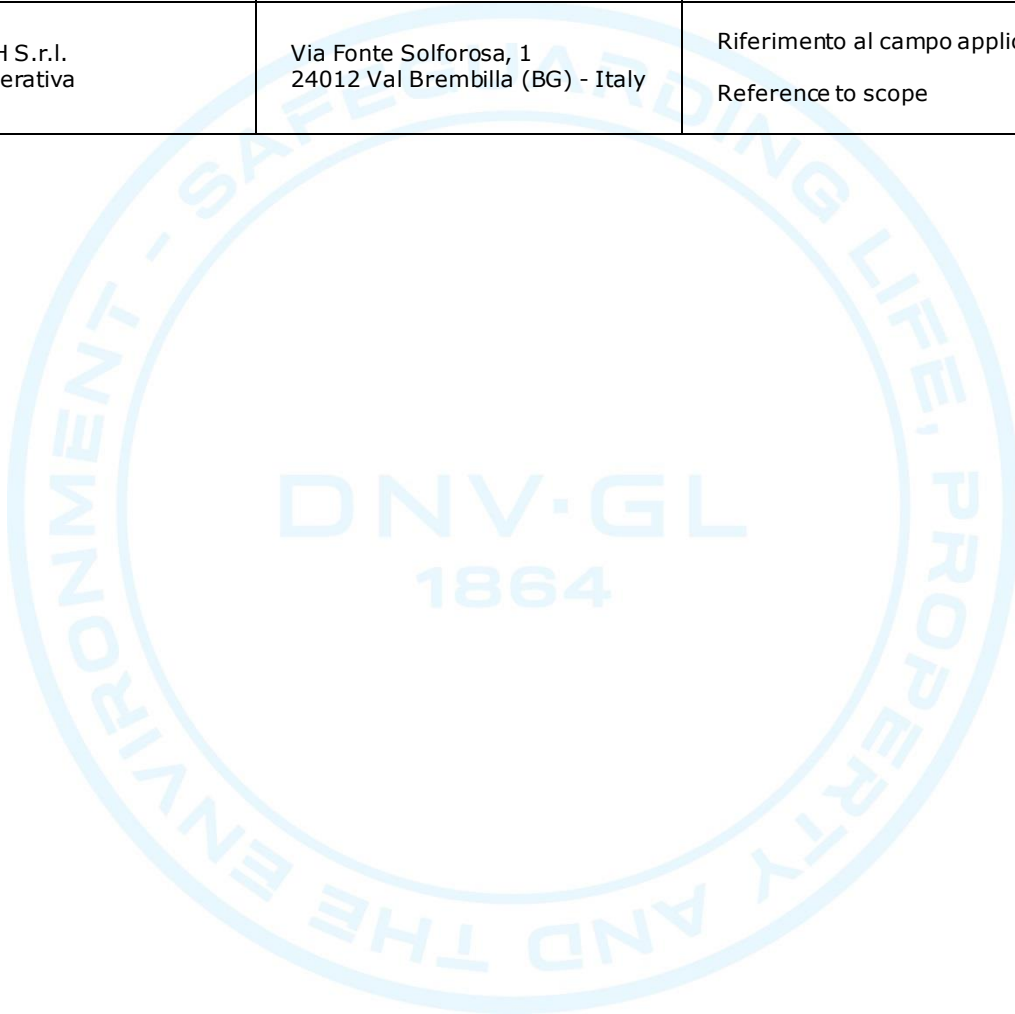 H S.r.l.
erativa
Via Fonte Solforosa, 1
24012 Val Brembilla (BG) - Italy
Riferimento al campo applic
Reference to scope
SAFEGUARDING LIFE, PROPERTY AND THE ENVIRONMENT -
DNV·GL
1864